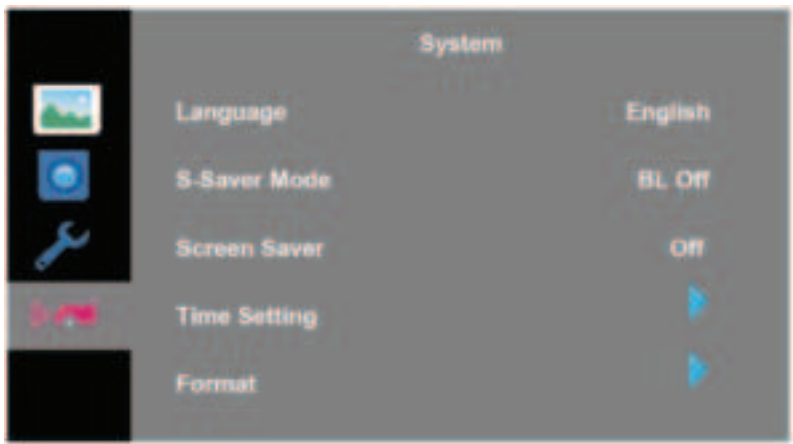 System
Language English
S-Saver Mode BL Off
Screen Saver Off
Time Setting
Format